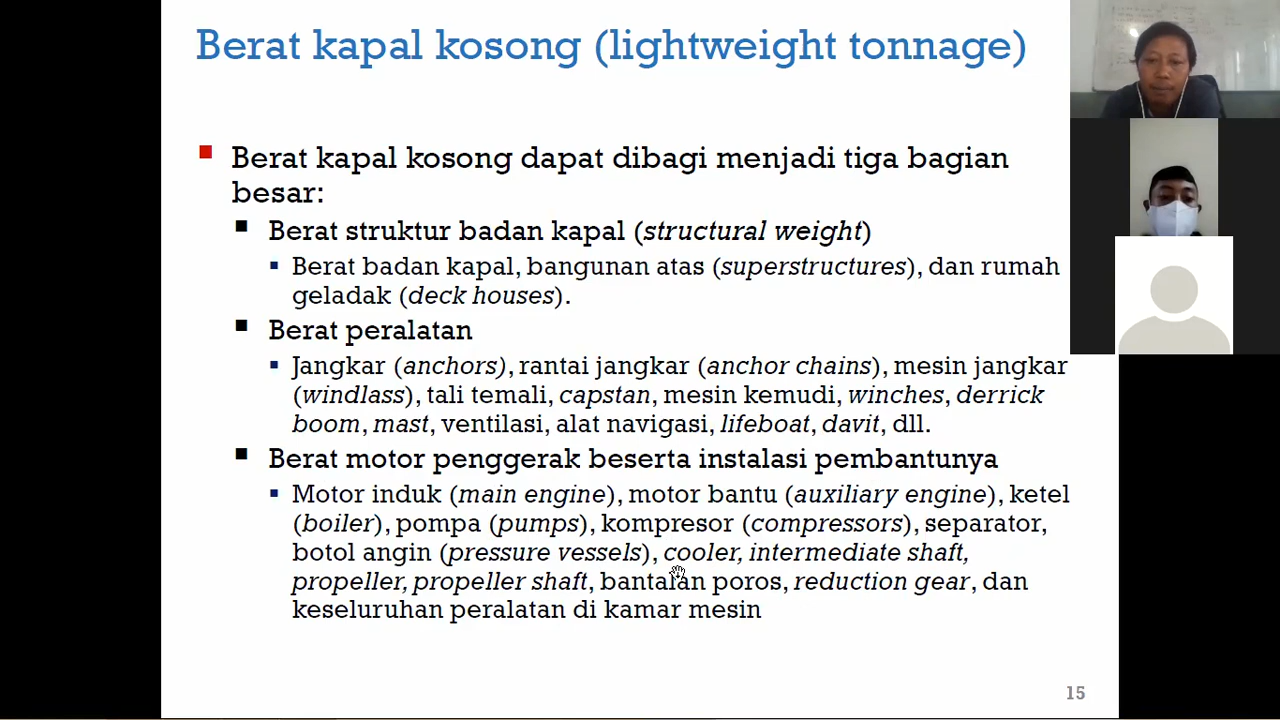 Berat kapal kosong (lightweight tonnage)
Berat kapal kosong dapat dibagi menjadi tiga bagian
besar:
Berat struktur badan kapal (structural weight)
Berat badan kapal, bangunan atas (superstructures), dan rumah
geladak (deck houses).
Berat peralatan
Jangkar (anchors), rantai jangkar (anchor chains), mesin jangkar
(windlass), tali temali, capstan, mesin kemudi, winches, derrick
boom, mast, ventilasi, alat navigasi, lifeboat, davit, dll.
Berat motor penggerak beserta instalasi pembantunya
Motor induk (main engine), motor bantu (auxiliary engine), ketel
(boiler), pompa (pumps), kompresor (compressors), separator,
botol angin (pressure vessels), cooler, intermediate shaft,
propeller, propeller shaft, bantalan poros, reduction gear, dan
keseluruhan peralatan di kamar mesin
15